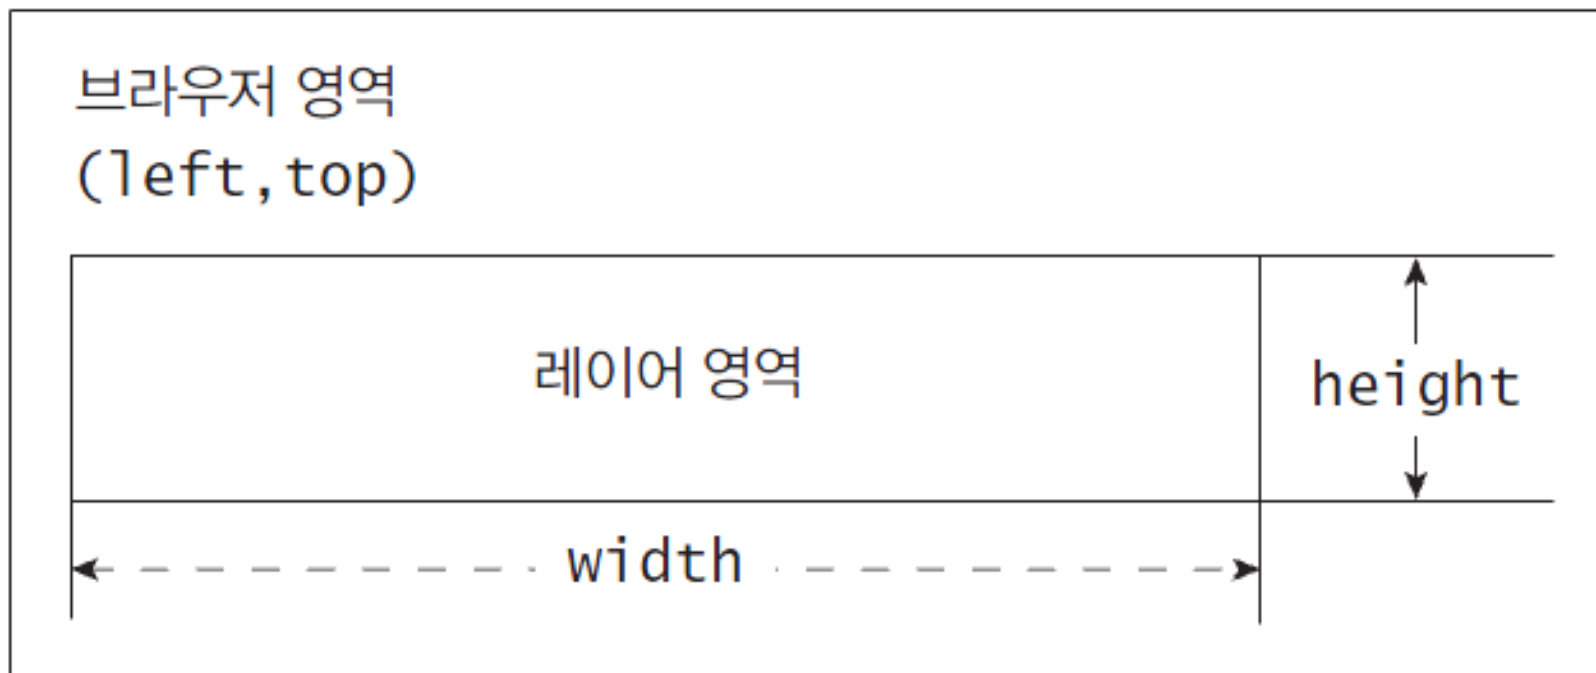 브라우저 영역
(left,top)
레이어 영역
height
width